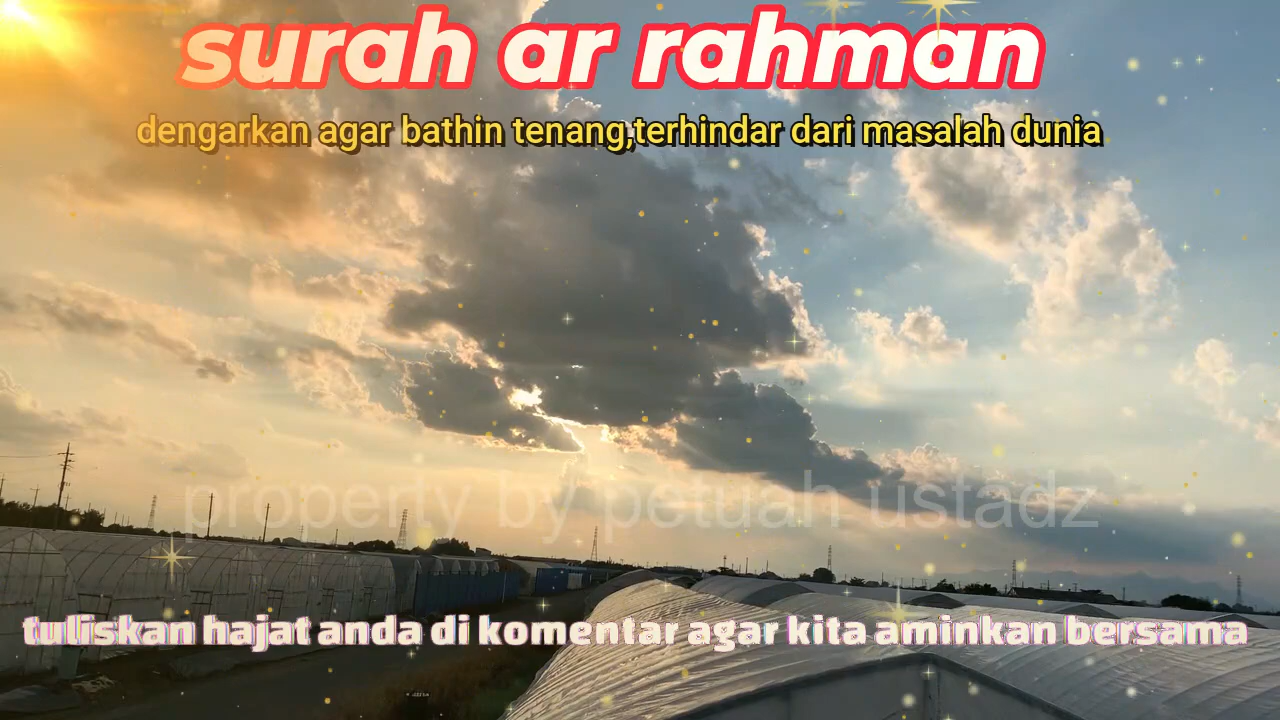 surah ar rahman
dengarkan agar bathin tenang,terhindar dari masalah dunia
property by petuah ustadz
tuliskan hajat anda di komentar agar kita aminkan bersama